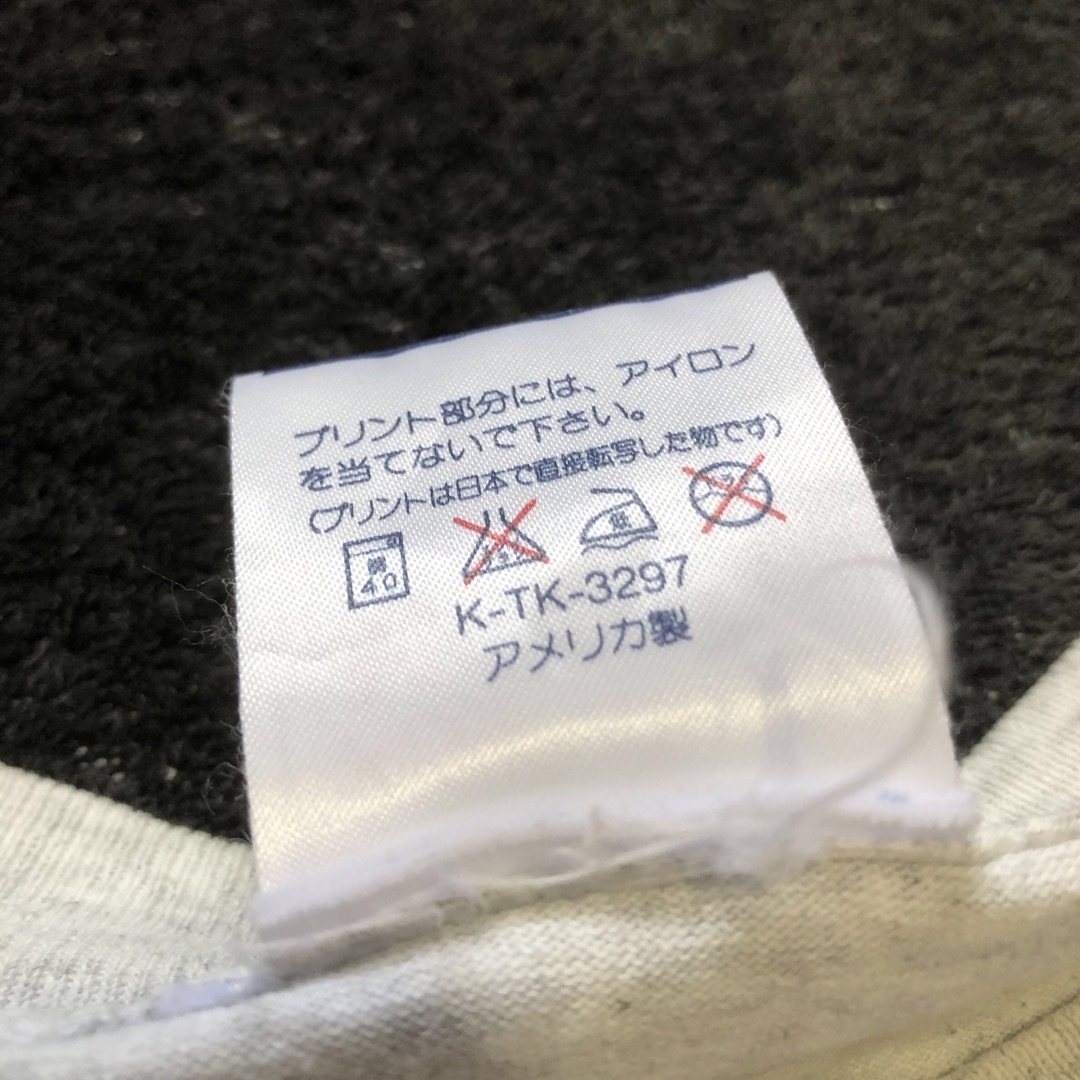 プリント部分には、アイロン
を当てないで下さい。
(プリントは日本で直接転写した物です)
40
K-TK-3297
アメリカ製